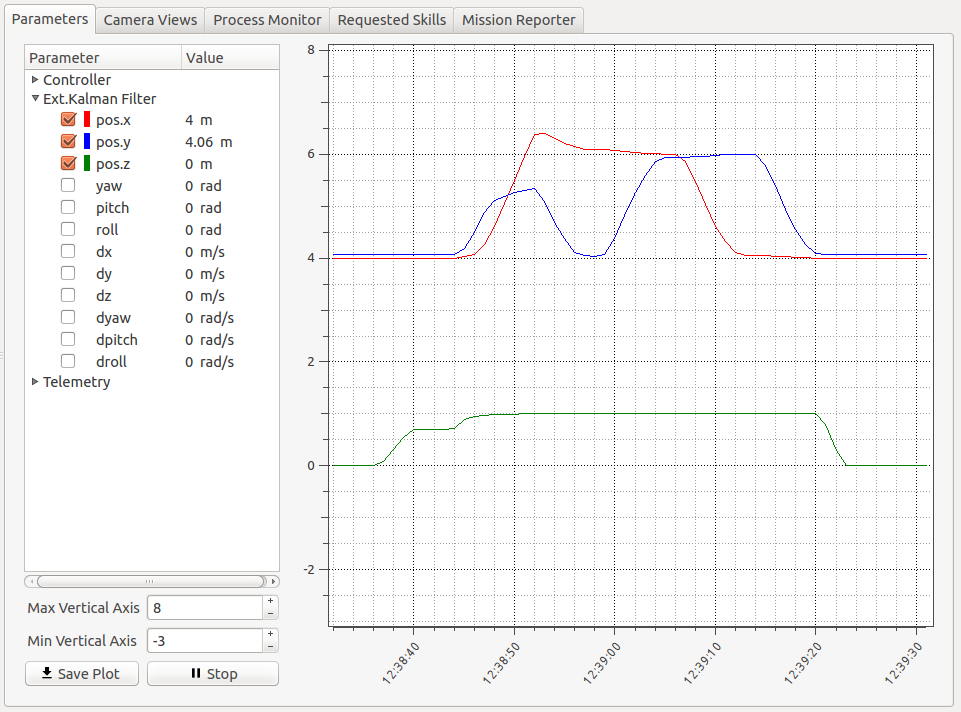 Parameters Camera Views Process Monitor Requested Skills Mission Reporter
Parameter Value
Controller
Ext.Kalman Filter
pos.x 4 m
pos.y 4.06 m
pos.z 0 m
yaw 0 rad
pitch 0 rad
roll 0 rad
dx 0 m/s
dy 0 m/s
dz 0 m/s
dyaw 0 rad/s
dpitch 0 rad/s
droll 0 rad/s
Telemetry
Max Vertical Axis 8
Min Vertical Axis -3
Save Plot Stop
8
6
4
2
0
-2
12:38:40 12:38:50 12:39:00 12:39:10 12:39:20 12:39:30